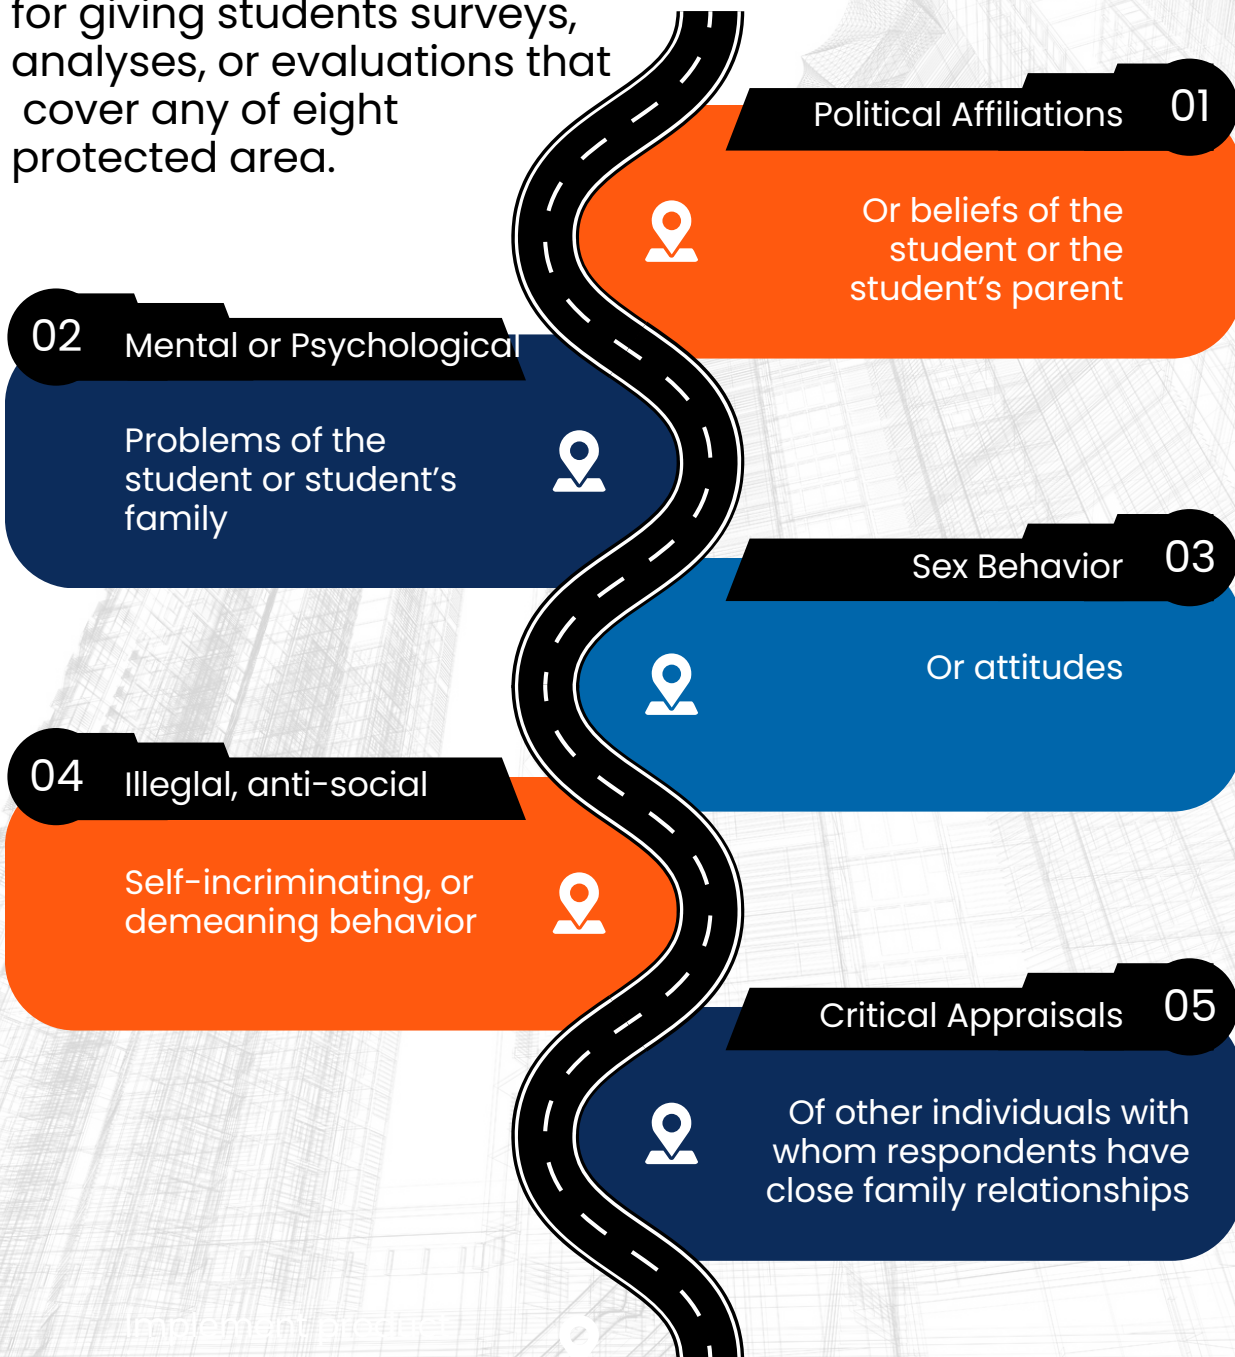 for giving students surveys,
analyses, or evaluations that
cover any of eight
protected area.
Political Affiliations 01
Or beliefs of the
student or the
student's parent
02 Mental or Psychological
Problems of the
student or student's
family
Sex Behavior 03
Or attitudes
04 Illeglal, anti-social
Self-incriminating, or
demeaning behavior
Critical Appraisals 05
Of other individuals with
whom respondents have
close family relationships
Implement product